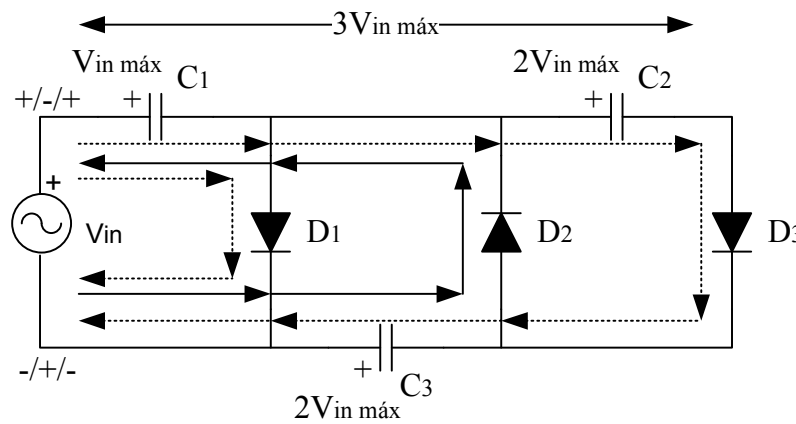 3Vin máx
Vin máx
C1
2Vin máx
C2
+/-/+
+
+
+
Vin
D1
D2
D3
-/+/-
+
C3
2Vin máx